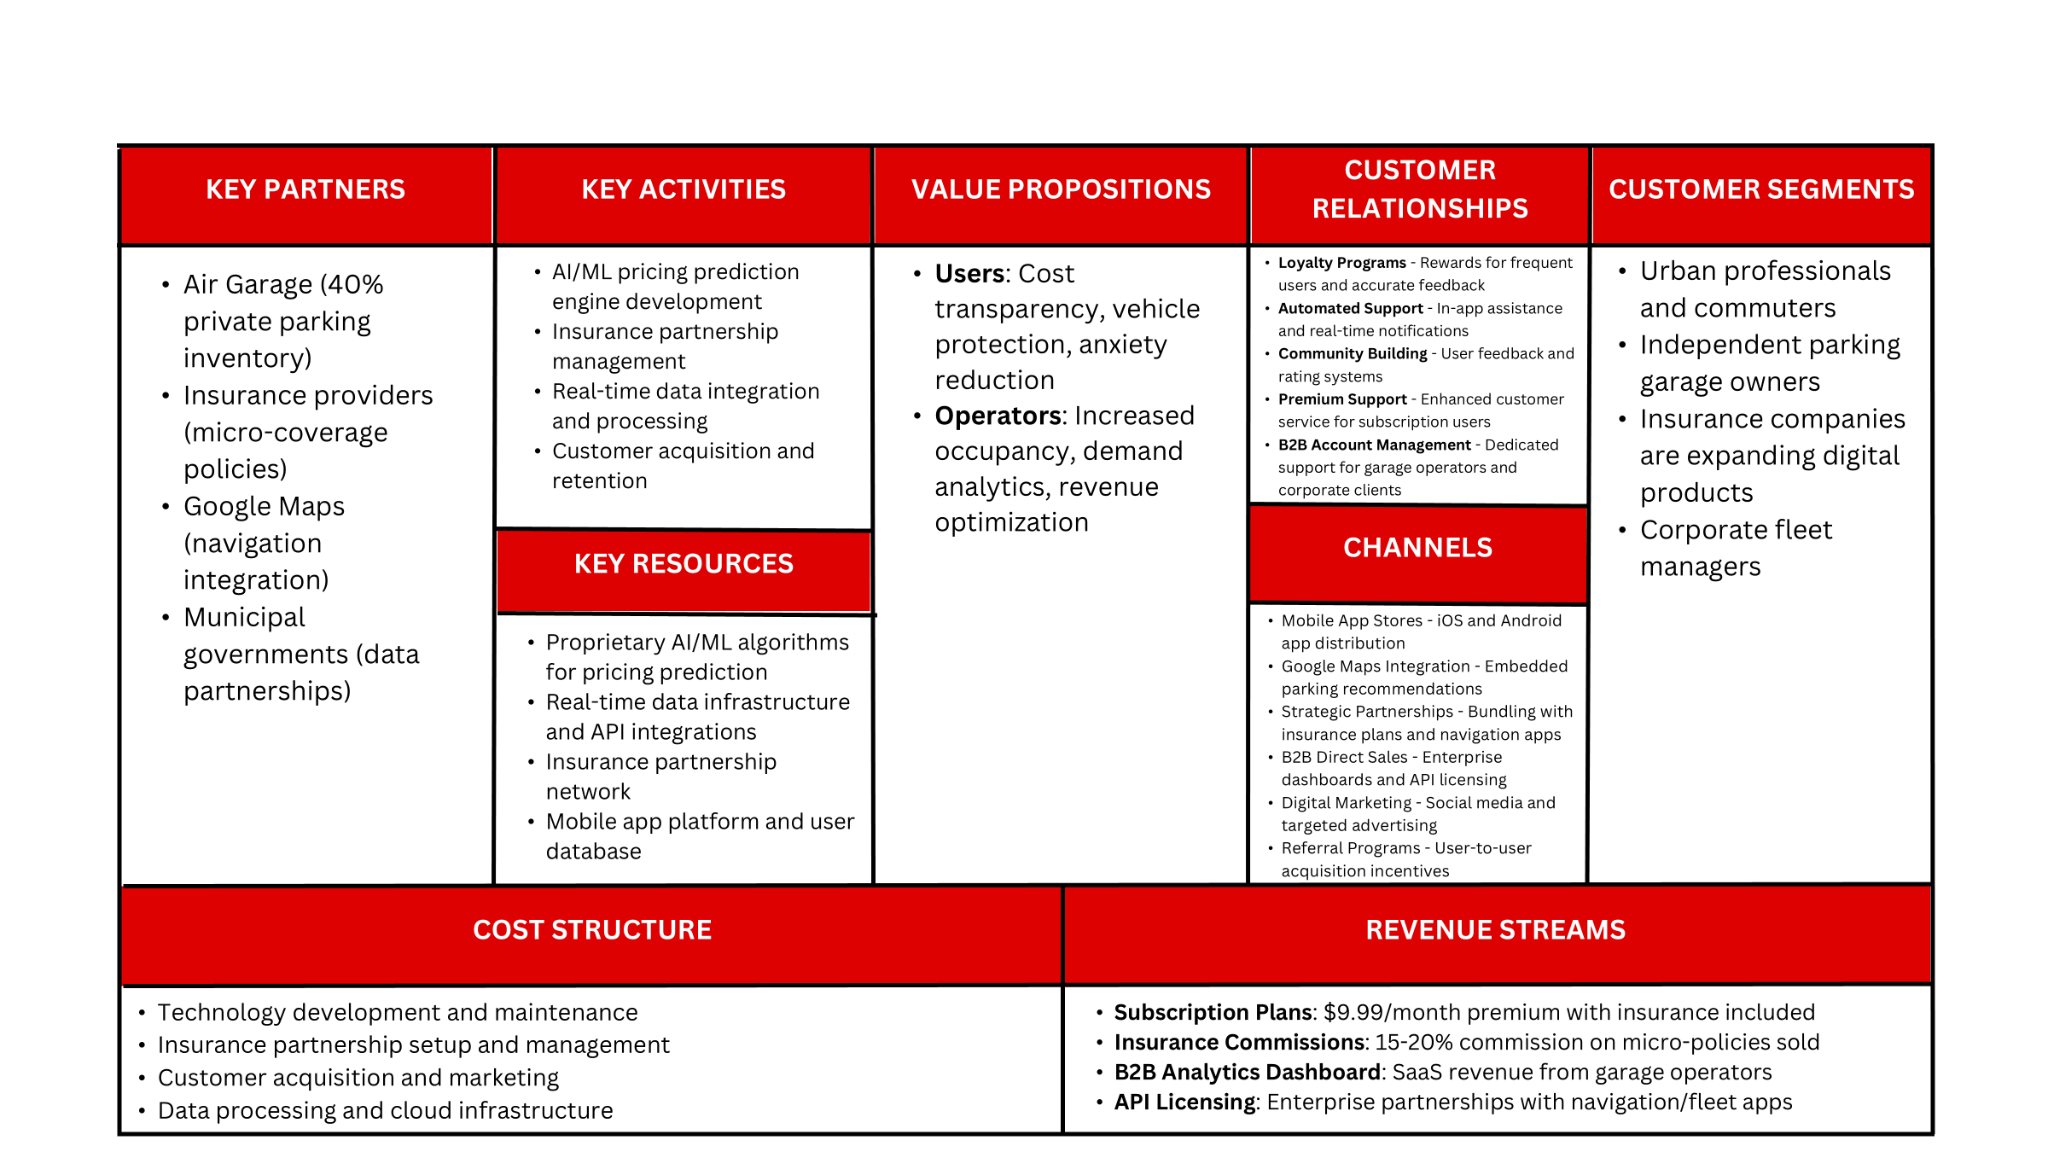 KEY PARTNERS
• Air Garage (40%
private parking
inventory)
• Insurance providers
(micro-coverage
policies)
• Google Maps
(navigation
integration)
• Municipal
governments (data
partnerships)
KEY ACTIVITIES
• AI/ML pricing prediction
engine development
• Insurance partnership
management
• Real-time data integration
and processing
• Customer acquisition and
retention
KEY RESOURCES
• Proprietary AI/ML algorithms
for pricing prediction
• Real-time data infrastructure
and API integrations
• Insurance partnership
network
• Mobile app platform and user
database
VALUE PROPOSITIONS
• Users: Cost
transparency, vehicle
protection, anxiety
reduction
• Operators: Increased
occupancy, demand
analytics, revenue
optimization
CUSTOMER
RELATIONSHIPS
• Loyalty Programs - Rewards for frequent
users and accurate feedback
• Automated Support - In-app assistance
and real-time notifications
• Community Building - User feedback and
rating systems
• Premium Support - Enhanced customer
service for subscription users
• B2B Account Management - Dedicated
support for garage operators and
corporate clients
CHANNELS
• Mobile App Stores - iOS and Android
app distribution
• Google Maps Integration - Embedded
parking recommendations
• Strategic Partnerships - Bundling with
insurance plans and navigation apps
• B2B Direct Sales - Enterprise
dashboards and API licensing
• Digital Marketing - Social media and
targeted advertising
• Referral Programs - User-to-user
acquisition incentives
CUSTOMER SEGMENTS
• Urban professionals
and commuters
• Independent parking
garage owners
• Insurance companies
are expanding digital
products
• Corporate fleet
managers
COST STRUCTURE
• Technology development and maintenance
• Insurance partnership setup and management
• Customer acquisition and marketing
• Data processing and cloud infrastructure
REVENUE STREAMS
• Subscription Plans: $9.99/month premium with insurance included
• Insurance Commissions: 15-20% commission on micro-policies sold
• B2B Analytics Dashboard: SaaS revenue from garage operators
• API Licensing: Enterprise partnerships with navigation/fleet apps